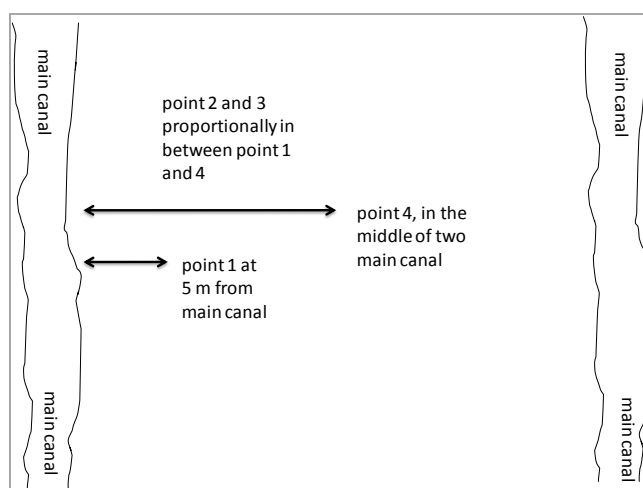 main canal
main canal
point 2 and 3
proportionally in
between point 1
and 4
point 4, in the
middle of two
main canal
point 1 at
5 m from
main canal
main canal
main canal